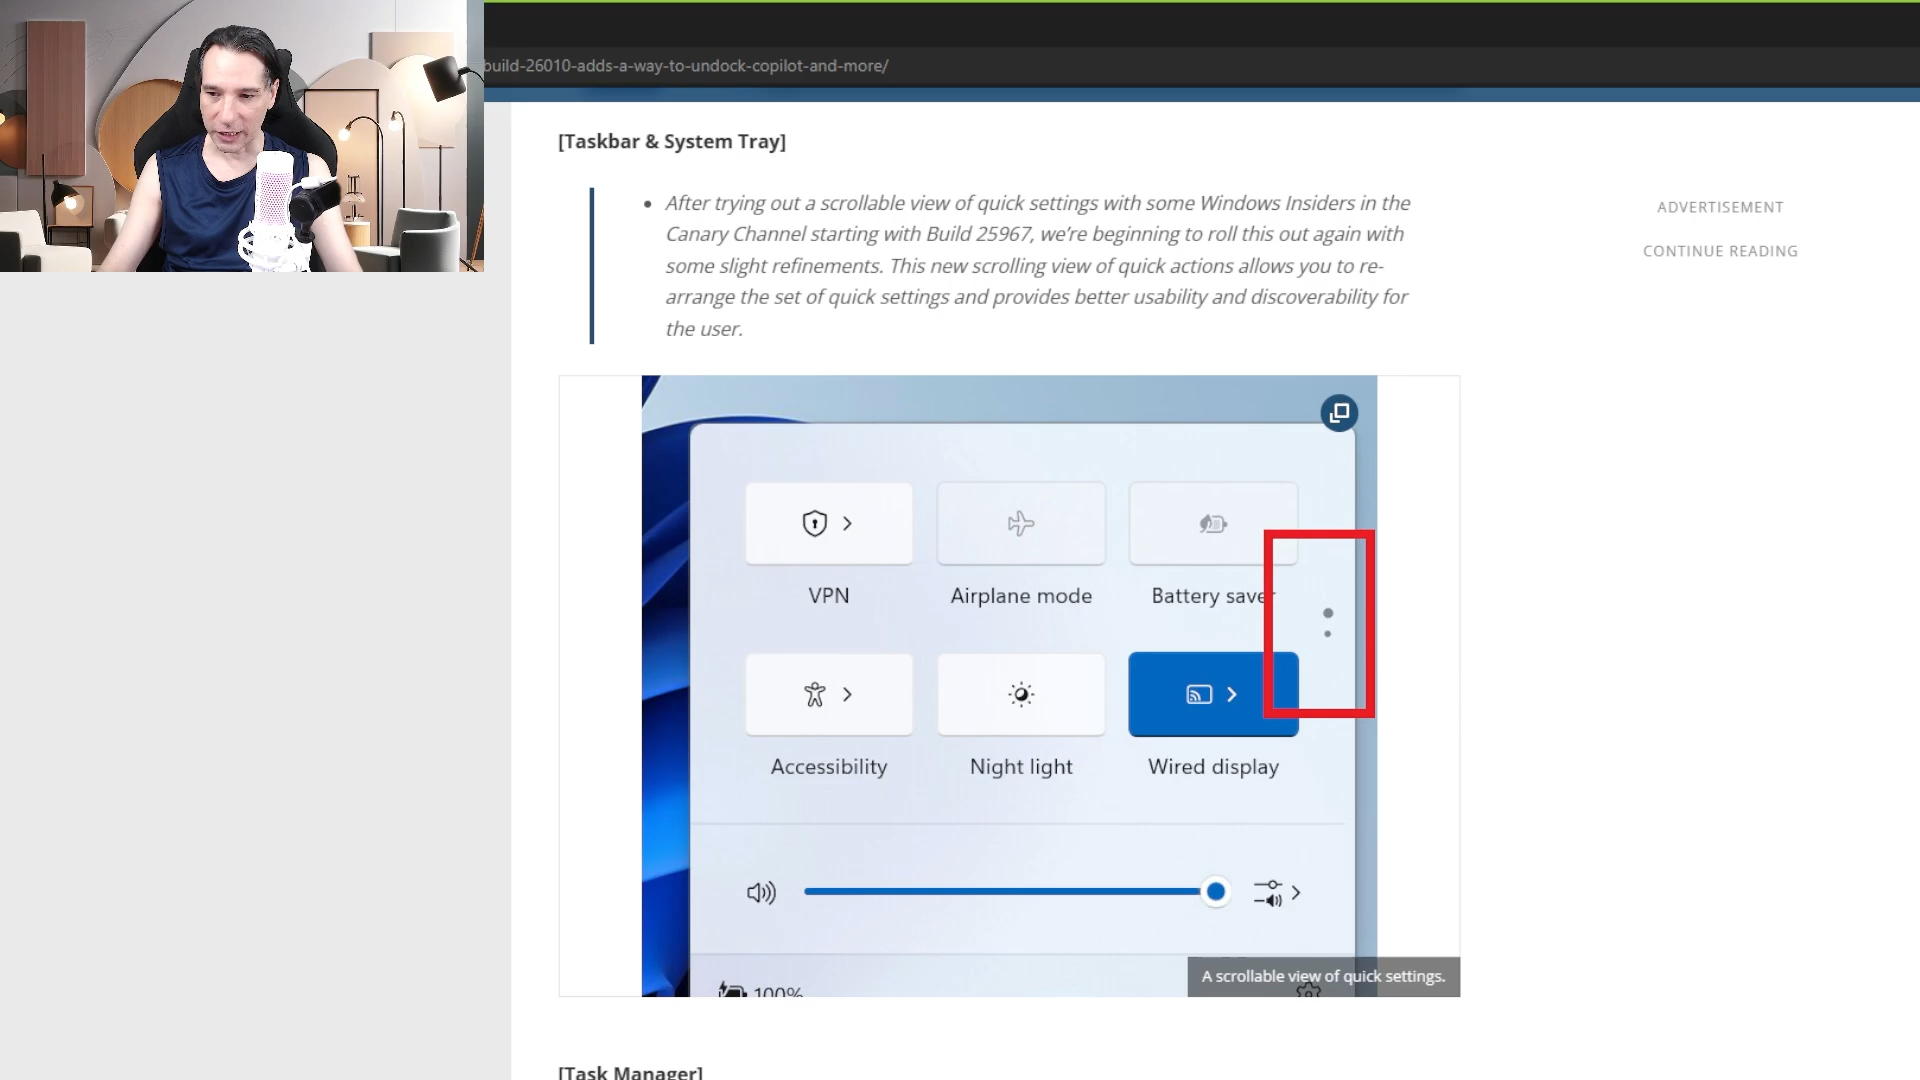 build-26010-adds-a-way-to-undock-copilot-and-more/
[Taskbar & System Tray]
• After trying out a scrollable view of quick settings with some Windows Insiders in the
Canary Channel starting with Build 25967, we’re beginning to roll this out again with
some slight refinements. This new scrolling view of quick actions allows you to re-
arrange the set of quick settings and provides better usability and discoverability for
the user.
ADVERTISEMENT
CONTINUE READING
VPN
Airplane mode
Battery saver
Accessibility
Night light
Wired display
100%
A scrollable view of quick settings.
[Task Manager]